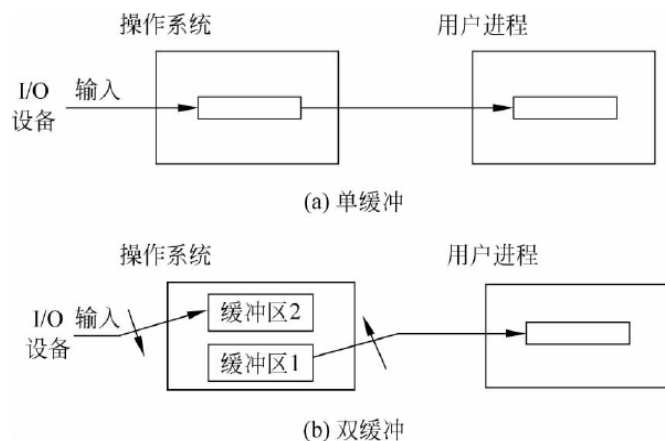 操作系统
用户进程
I/O 输入
设备
(a) 单缓冲
操作系统
用户进程
I/O 输入
设备
缓冲区2
缓冲区1
(b) 双缓冲